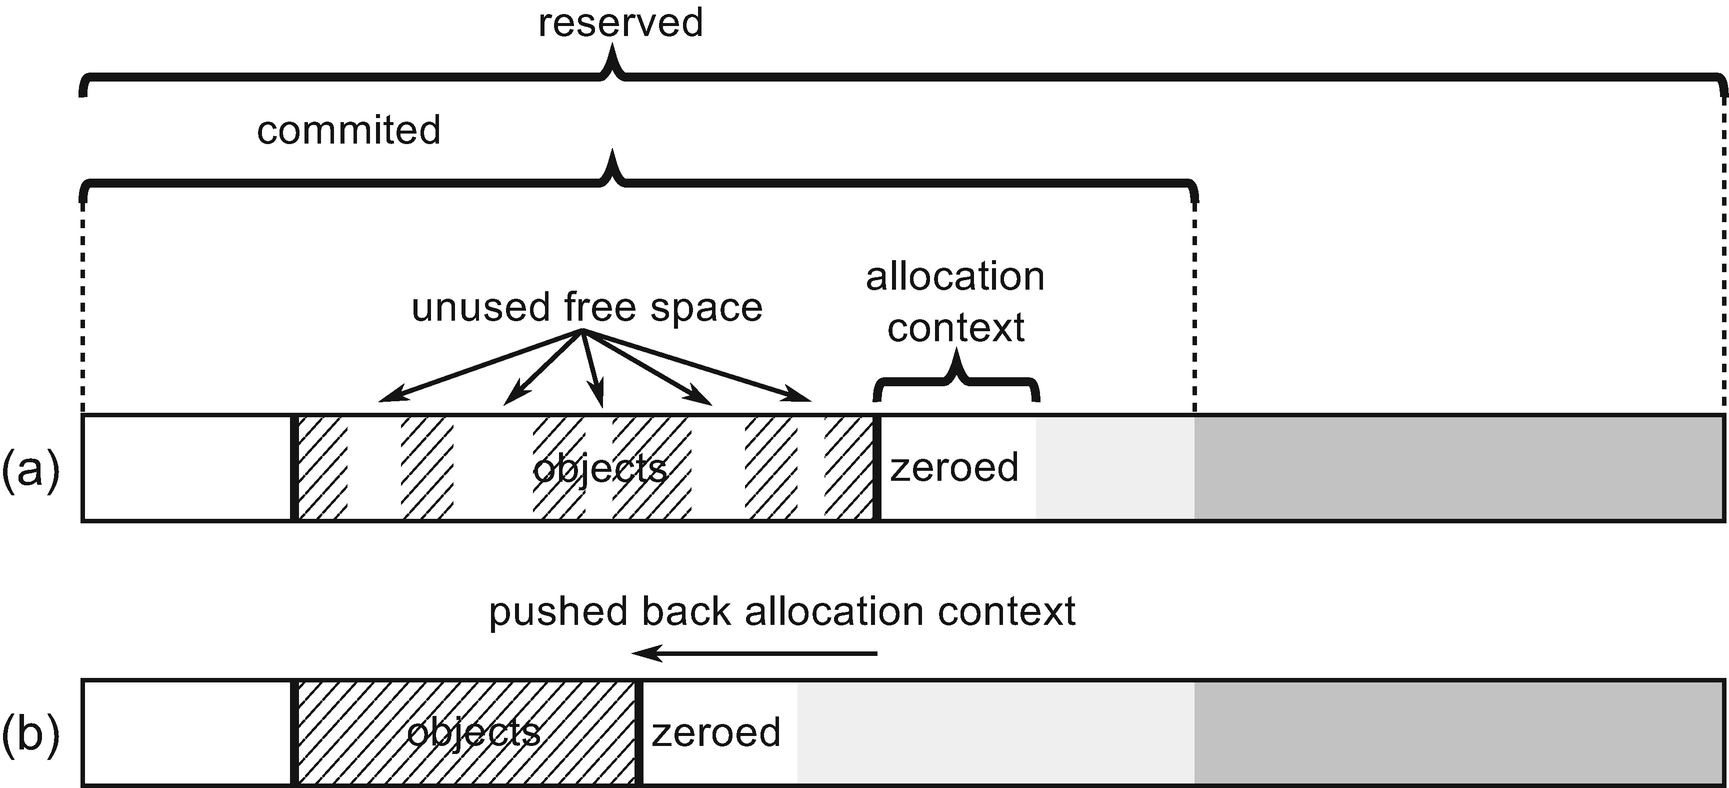 reserved
commited
allocation
context
unused free space
(a)
objects
zeroed
pushed back allocation context
(b)
objects
zeroed